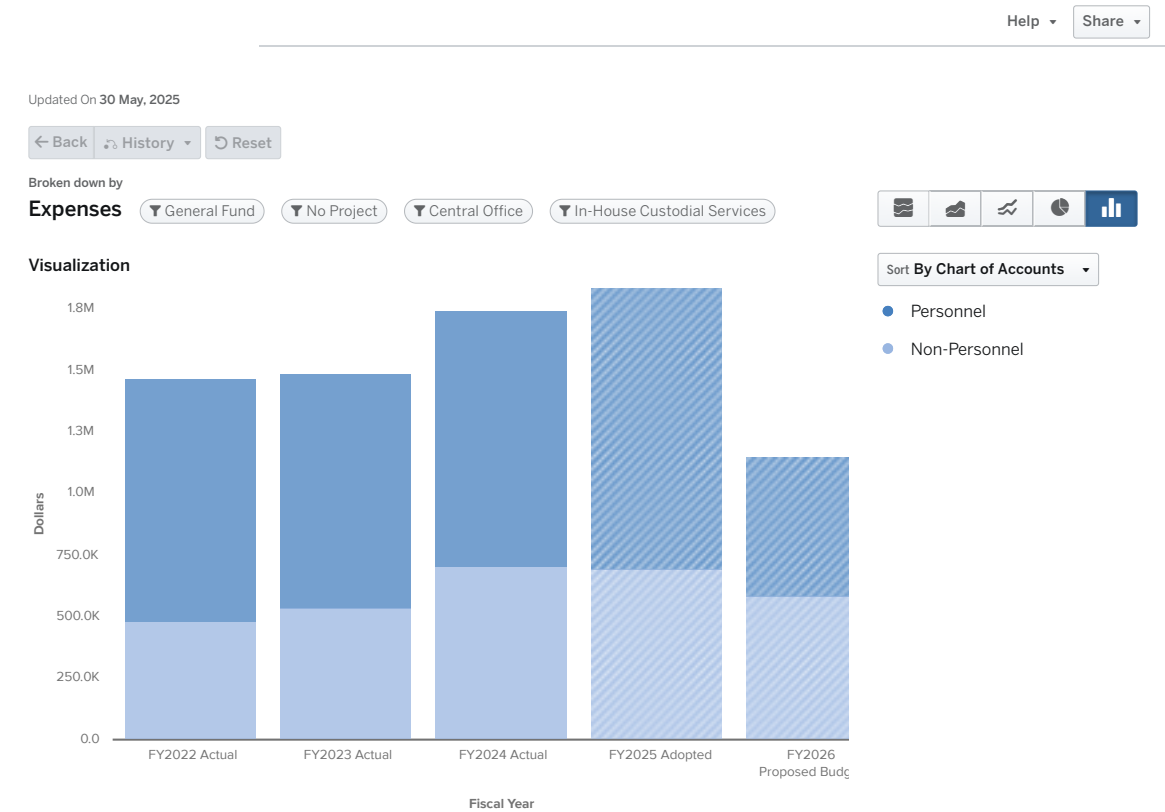 Help
Share
Updated On 30 May, 2025
Back
History
Reset
Broken down by
Expenses
General Fund
No Project
Central Office
In-House Custodial Services
Visualization
Sort By Chart of Accounts
Personnel
Non-Personnel
1.8M
1.5M
1.3M
1.0M
750.0K
500.0K
250.0K
0.0
Dollars
FY2022 Actual
FY2023 Actual
FY2024 Actual
FY2025 Adopted
FY2026
Proposed Budg
Fiscal Year